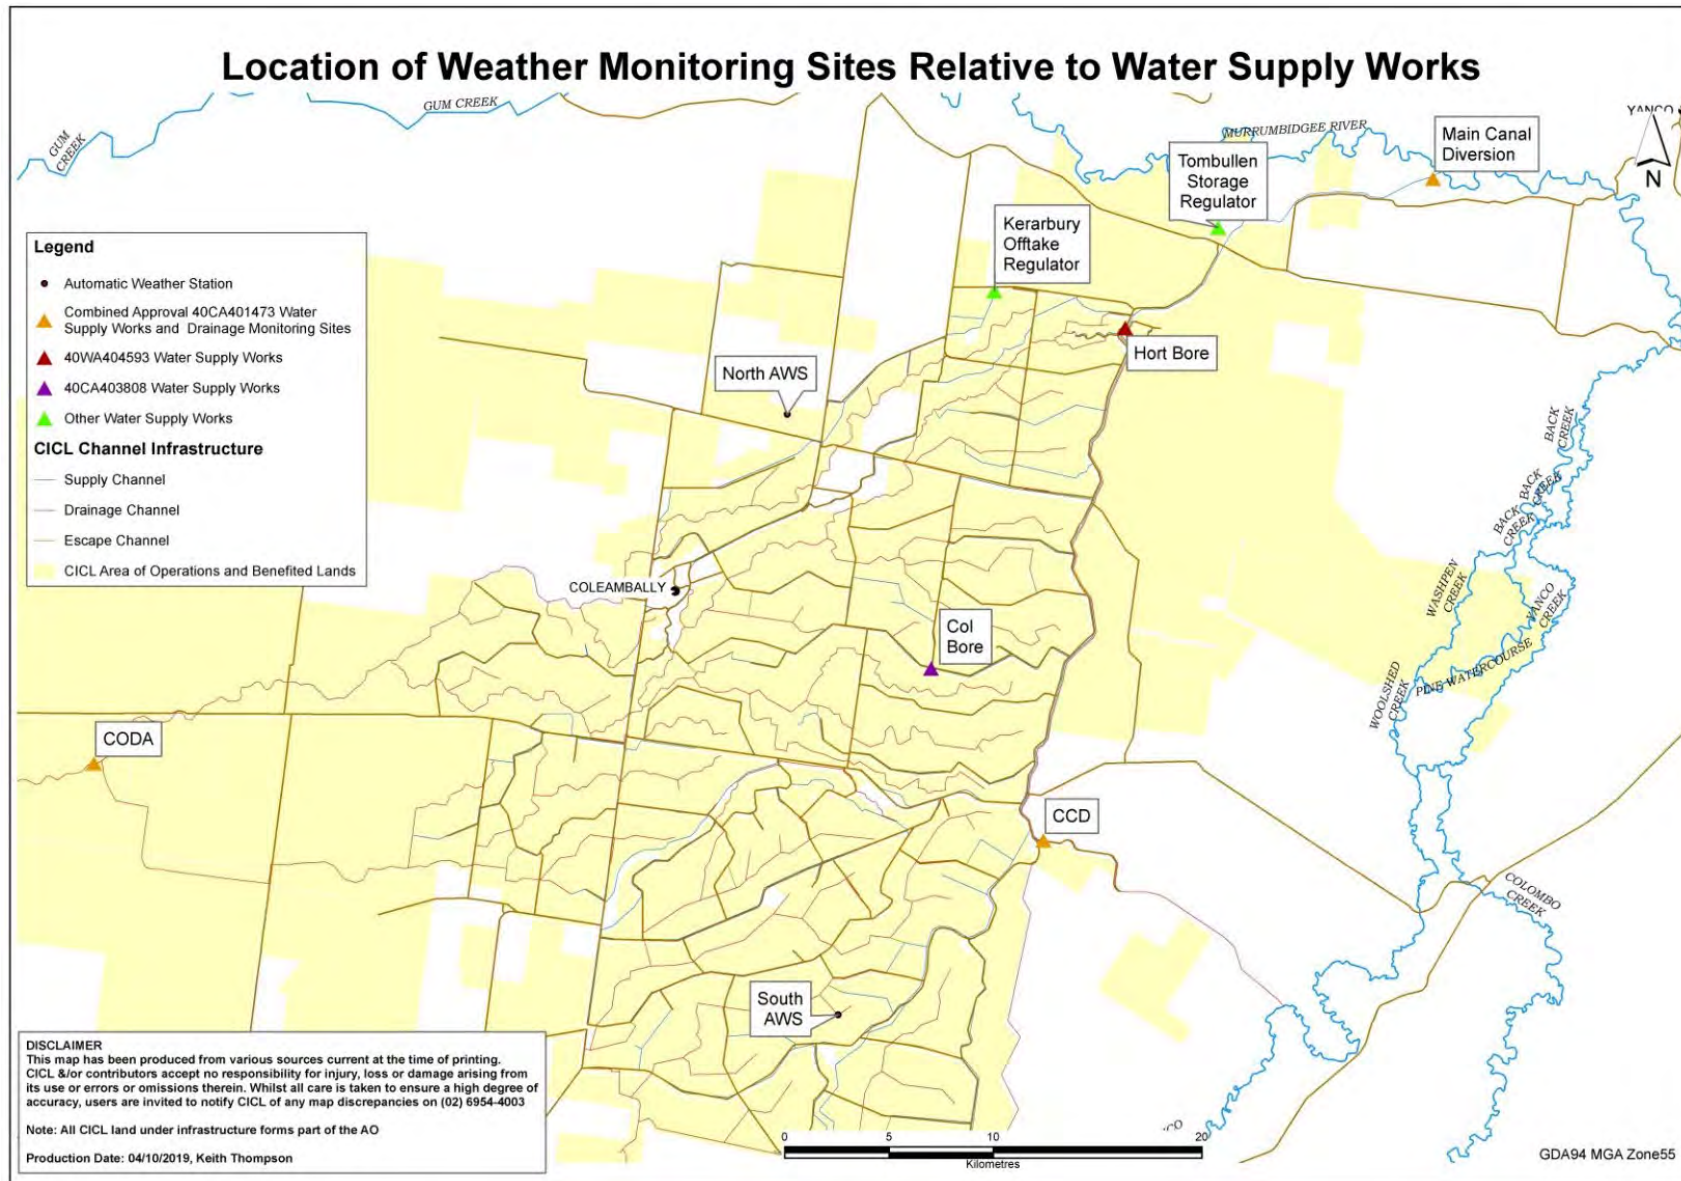 Location of Weather Monitoring Sites Relative to Water Supply Works
GUM CREEK
GUM
CREEK
MURRUMBIDGEE RIVER
YANCO
N
Main Canal
Diversion
Tombullen
Storage
Regulator
Kerarbury
Offtake
Regulator
Hort Bore
North AWS
Legend
Automatic Weather Station
Combined Approval 40CA401473 Water
Supply Works and Drainage Monitoring Sites
40WA404593 Water Supply Works
40CA403808 Water Supply Works
Other Water Supply Works
CICL Channel Infrastructure
Supply Channel
Drainage Channel
Escape Channel
CICL Area of Operations and Benefited Lands
BACK
CREEK
BACK
CREEK
BACK
CREEK
WASHPEN
CREEK
YANCO
CREEK
PINE WATERCOURSE
WOOLSHED
CREEK
COLEAMBALLY
Col
Bore
CODA
CCD
COLOMBO
CREEK
South
AWS
DISCLAIMER
This map has been produced from various sources current at the time of printing.
CICL &/or contributors accept no responsibility for injury, loss or damage arising from
its use or errors or omissions therein. Whilst all care is taken to ensure a high degree of
accuracy, users are invited to notify CICL of any map discrepancies on (02) 6954-4003
Note: All CICL land under infrastructure forms part of the AO
Production Date: 04/10/2019, Keith Thompson
0 5 10 20
Kilometres
GDA94 MGA Zone55